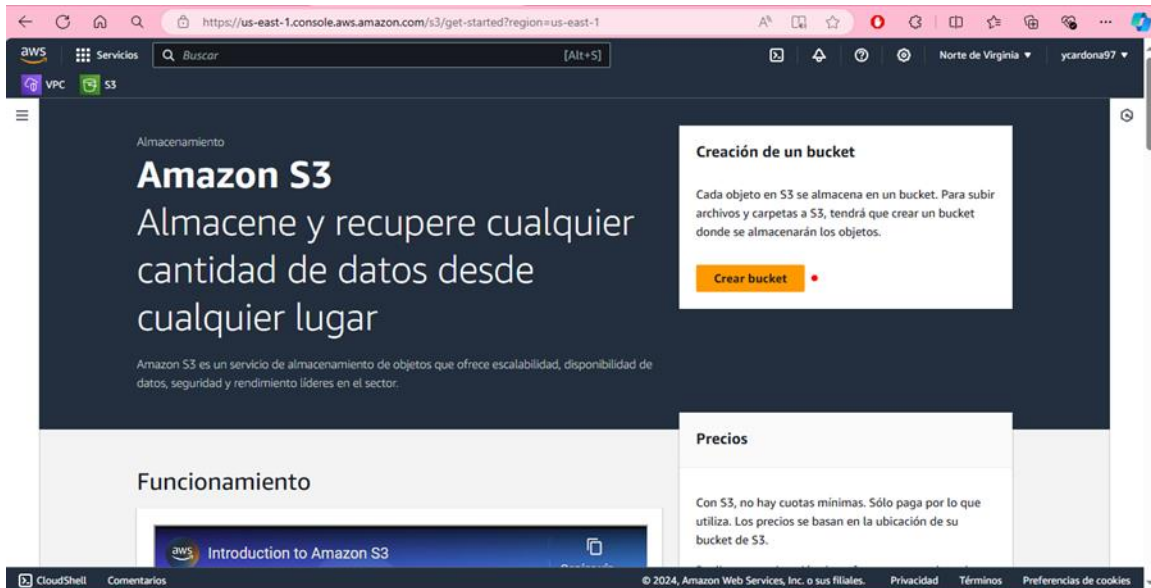 https://us-east-1.console.aws.amazon.com/s3/get-started?region=us-east-1
aws Servicios Buscar [Alt+S] Norte de Virginia ycardona97
VPC S3
Almacenamiento
Amazon S3
Almacene y recupere cualquier
cantidad de datos desde
cualquier lugar
Amazon S3 es un servicio de almacenamiento de objetos que ofrece escalabilidad, disponibilidad de
datos, seguridad y rendimiento líderes en el sector.
Creación de un bucket
Cada objeto en S3 se almacena en un bucket. Para subir
archivos y carpetas a S3, tendrá que crear un bucket
donde se almacenarán los objetos.
Crear bucket
Funcionamiento
aws Introduction to Amazon S3
Precios
Con S3, no hay cuotas mínimas. Sólo paga por lo que
utiliza. Los precios se basan en la ubicación de su
bucket de S3.
CloudShell Comentarios © 2024, Amazon Web Services, Inc. o sus filiales. Privacidad Términos Preferencias de cookies